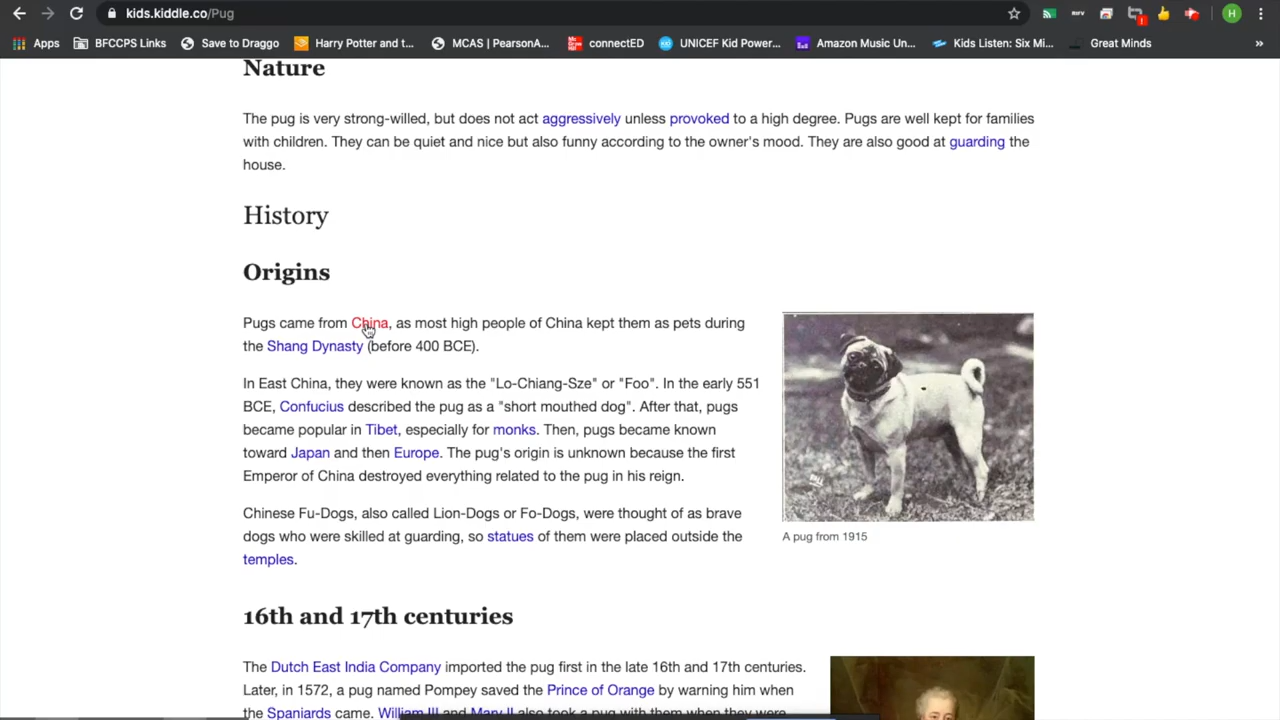 kids.kiddle.co/Pug
H
Apps
BFCCPS Links
Save to Draggo
Harry Potter and t...
MCAS | PearsonA...
connectED
UNICEF Kid Power...
Amazon Music Un...
Kids Listen: Six Mi...
Great Minds
»
Nature
The pug is very strong-willed, but does not act aggressively unless provoked to a high degree. Pugs are well kept for families
with children. They can be quiet and nice but also funny according to the owner's mood. They are also good at guarding the
house.
History
Origins
Pugs came from China, as most high people of China kept them as pets during
the Shang Dynasty (before 400 BCE).
In East China, they were known as the "Lo-Chiang-Sze" or "Foo". In the early 551
BCE, Confucius described the pug as a "short mouthed dog". After that, pugs
became popular in Tibet, especially for monks. Then, pugs became known
toward Japan and then Europe. The pug's origin is unknown because the first
Emperor of China destroyed everything related to the pug in his reign.
A pug from 1915
Chinese Fu-Dogs, also called Lion-Dogs or Fo-Dogs, were thought of as brave
dogs who were skilled at guarding, so statues of them were placed outside the
temples.
16th and 17th centuries
The Dutch East India Company imported the pug first in the late 16th and 17th centuries.
Later, in 1572, a pug named Pompey saved the Prince of Orange by warning him when
the Spaniards came. William III and Mary II also took a pug with them when they were